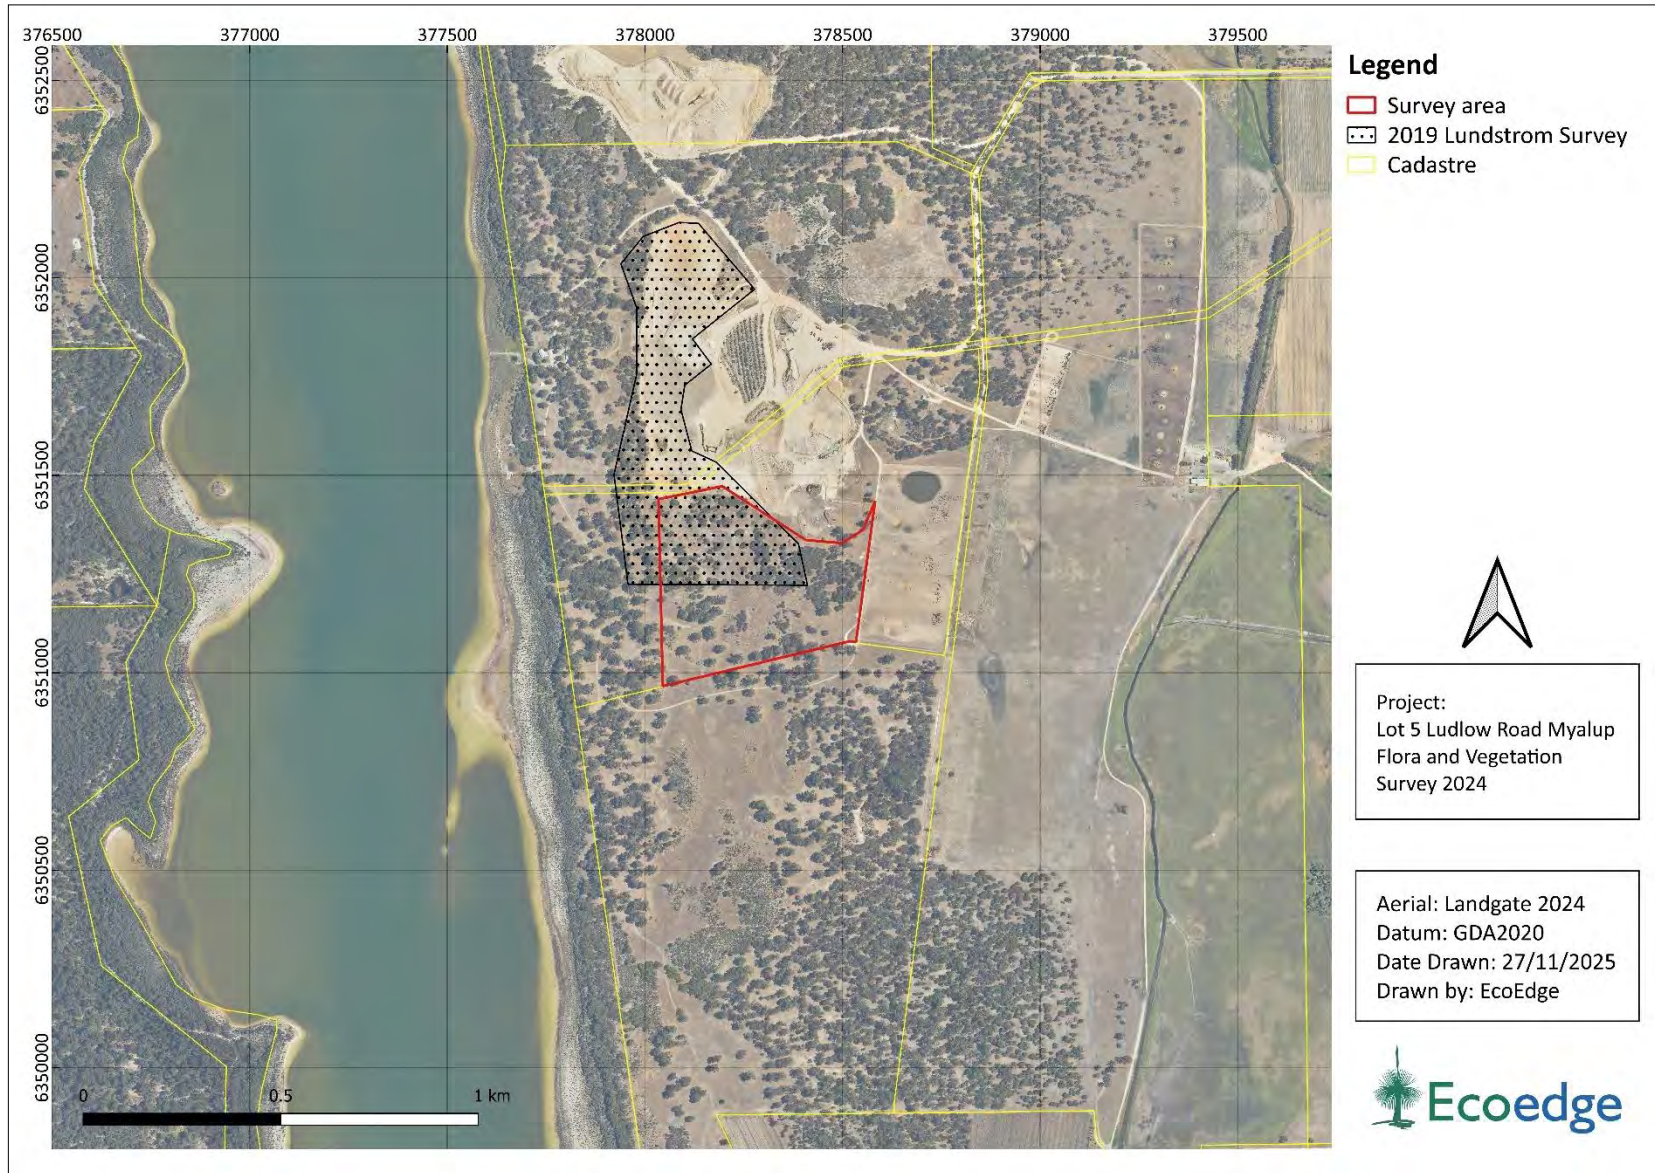 376500 377000 377500 378000 378500 379000 379500
6352500
6352000
6351500
6351000
6350500
6350000
0 0.5 1 km
Legend
Survey area
2019 Lundstrom Survey
Cadastre
Project:
Lot 5 Ludlow Road Myalup
Flora and Vegetation
Survey 2024
Aerial: Landgate 2024
Datum: GDA2020
Date Drawn: 27/11/2025
Drawn by: EcoEdge
Ecoedge